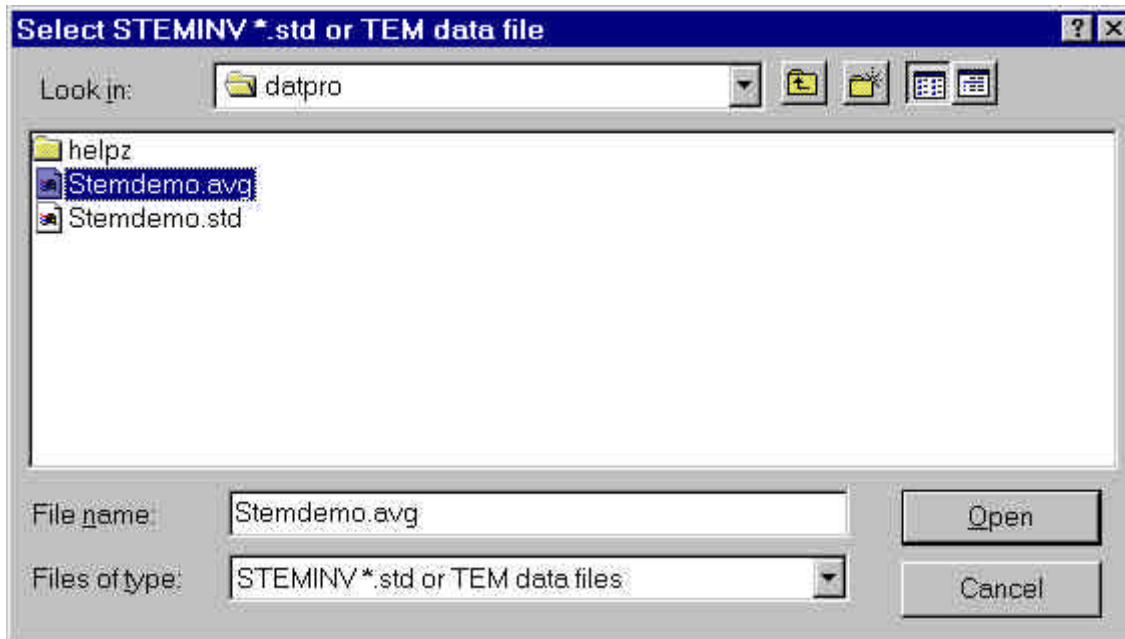 Select STEMINV *.std or TEM data file
Look in: datpro
helpz
Stemdemo.avg
Stemdemo.std
File name: Stemdemo.avg Open
Files of type: STEMINV *.std or TEM data files Cancel